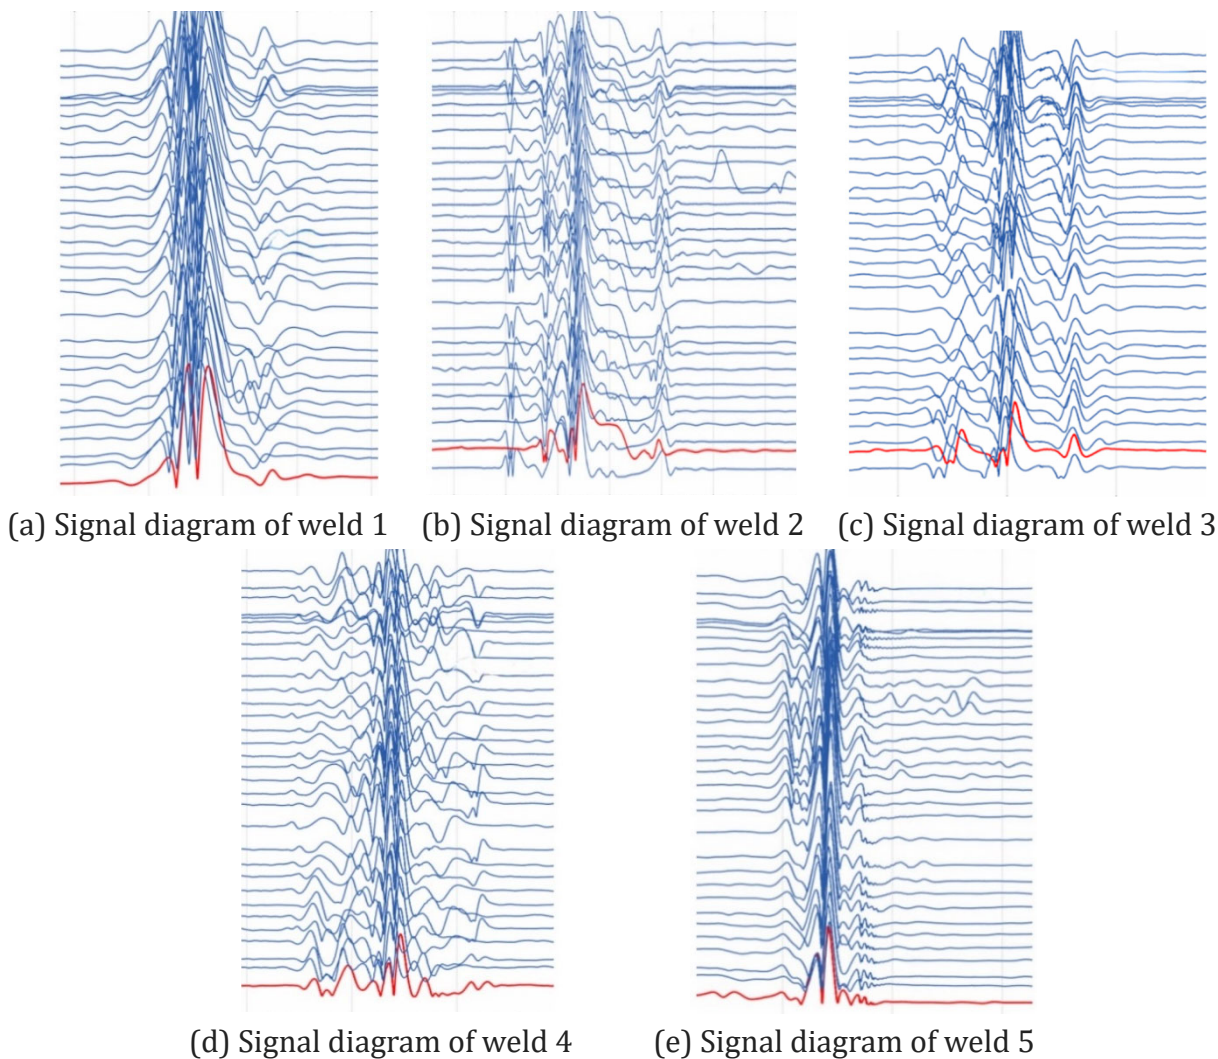 (a) Signal diagram of weld 1
(b) Signal diagram of weld 2
(c) Signal diagram of weld 3
(d) Signal diagram of weld 4
(e) Signal diagram of weld 5